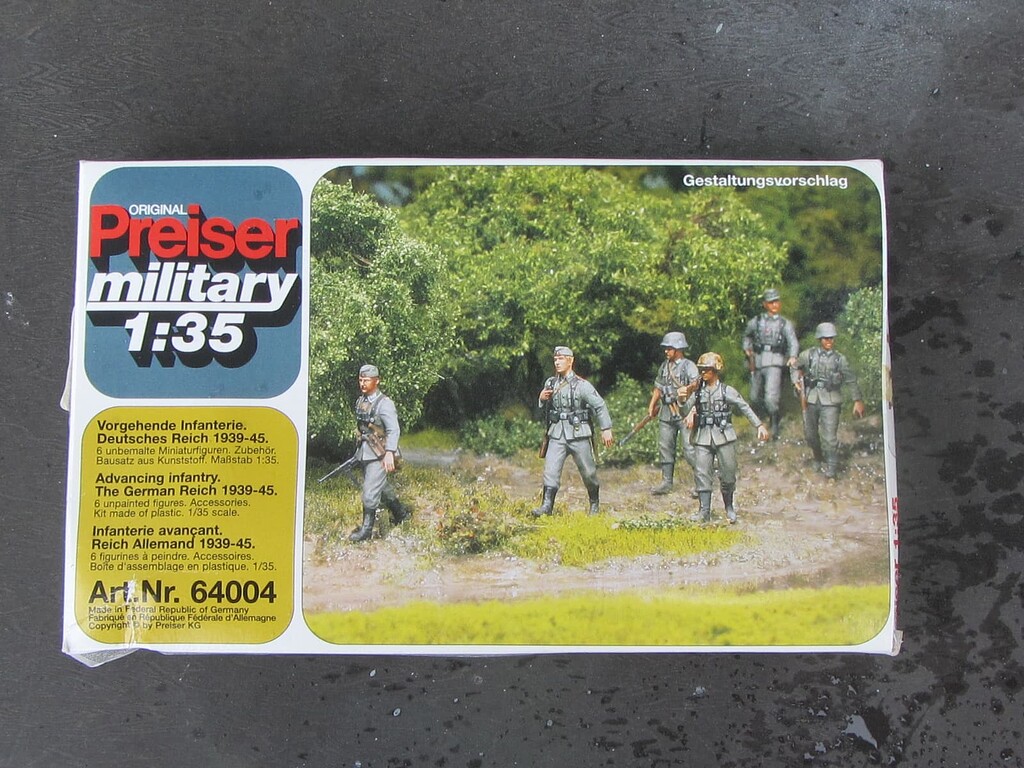 ORIGINAL
Preiser
military
1:35
Gestaltungsvorschlag
Vorgehende Infanterie.
Deutsches Reich 1939-45.
6 unbemalte Miniaturfiguren. Zubehör.
Bausatz aus Kunststoff. Maßstab 1:35.
Advancing infantry.
The German Reich 1939-45.
6 unpainted figures. Accessories.
Kit made of plastic. 1/35 scale.
Infanterie avançant.
Reich Allemand 1939-45.
6 figurines à peindre. Accessoires.
Boîte d'assemblage en plastique. 1/35.
Art.Nr. 64004
Made in Federal Republic of Germany
Fabriqué en République Fédérale d'Allemagne
Copyright © by Preiser KG
1:35